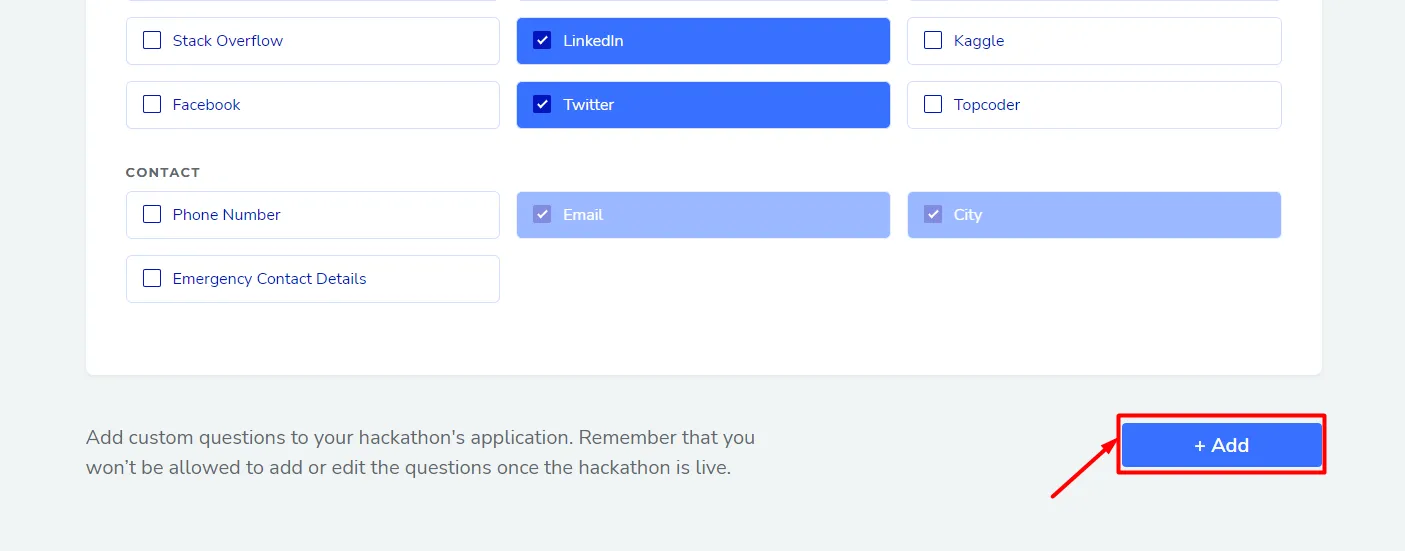 Stack Overflow
LinkedIn
Kaggle
Facebook
Twitter
Topcoder
CONTACT
Phone Number
Email
City
Emergency Contact Details
Add custom questions to your hackathon's application. Remember that you
won’t be allowed to add or edit the questions once the hackathon is live.
+ Add